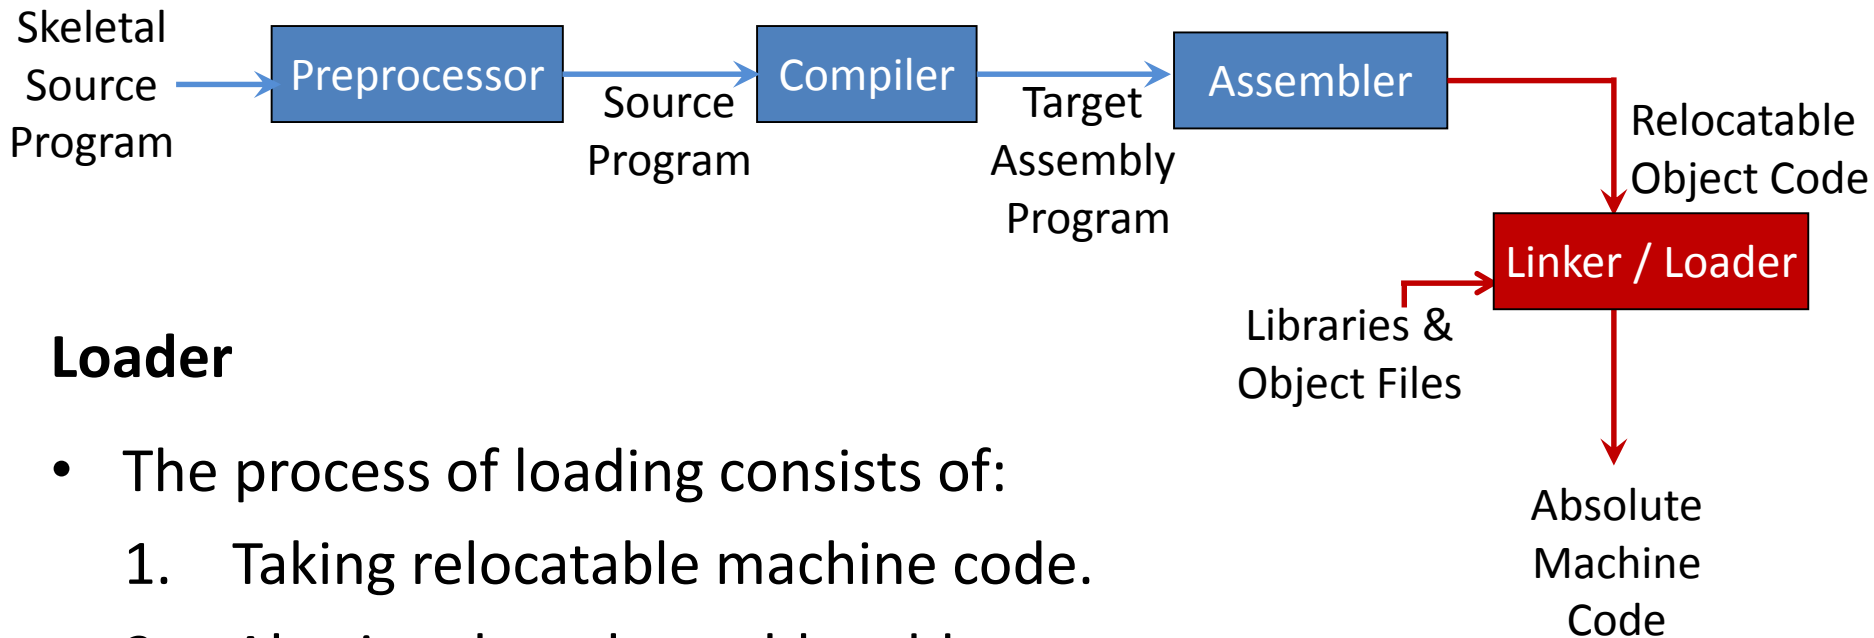 Skeletal
Source
Program
Preprocessor
Source
Program
Compiler
Target
Assembly
Program
Assembler
Relocatable
Object Code
Linker / Loader
Libraries &
Object Files
Absolute
Machine
Code
Loader
• The process of loading consists of:
1. Taking relocatable machine code.